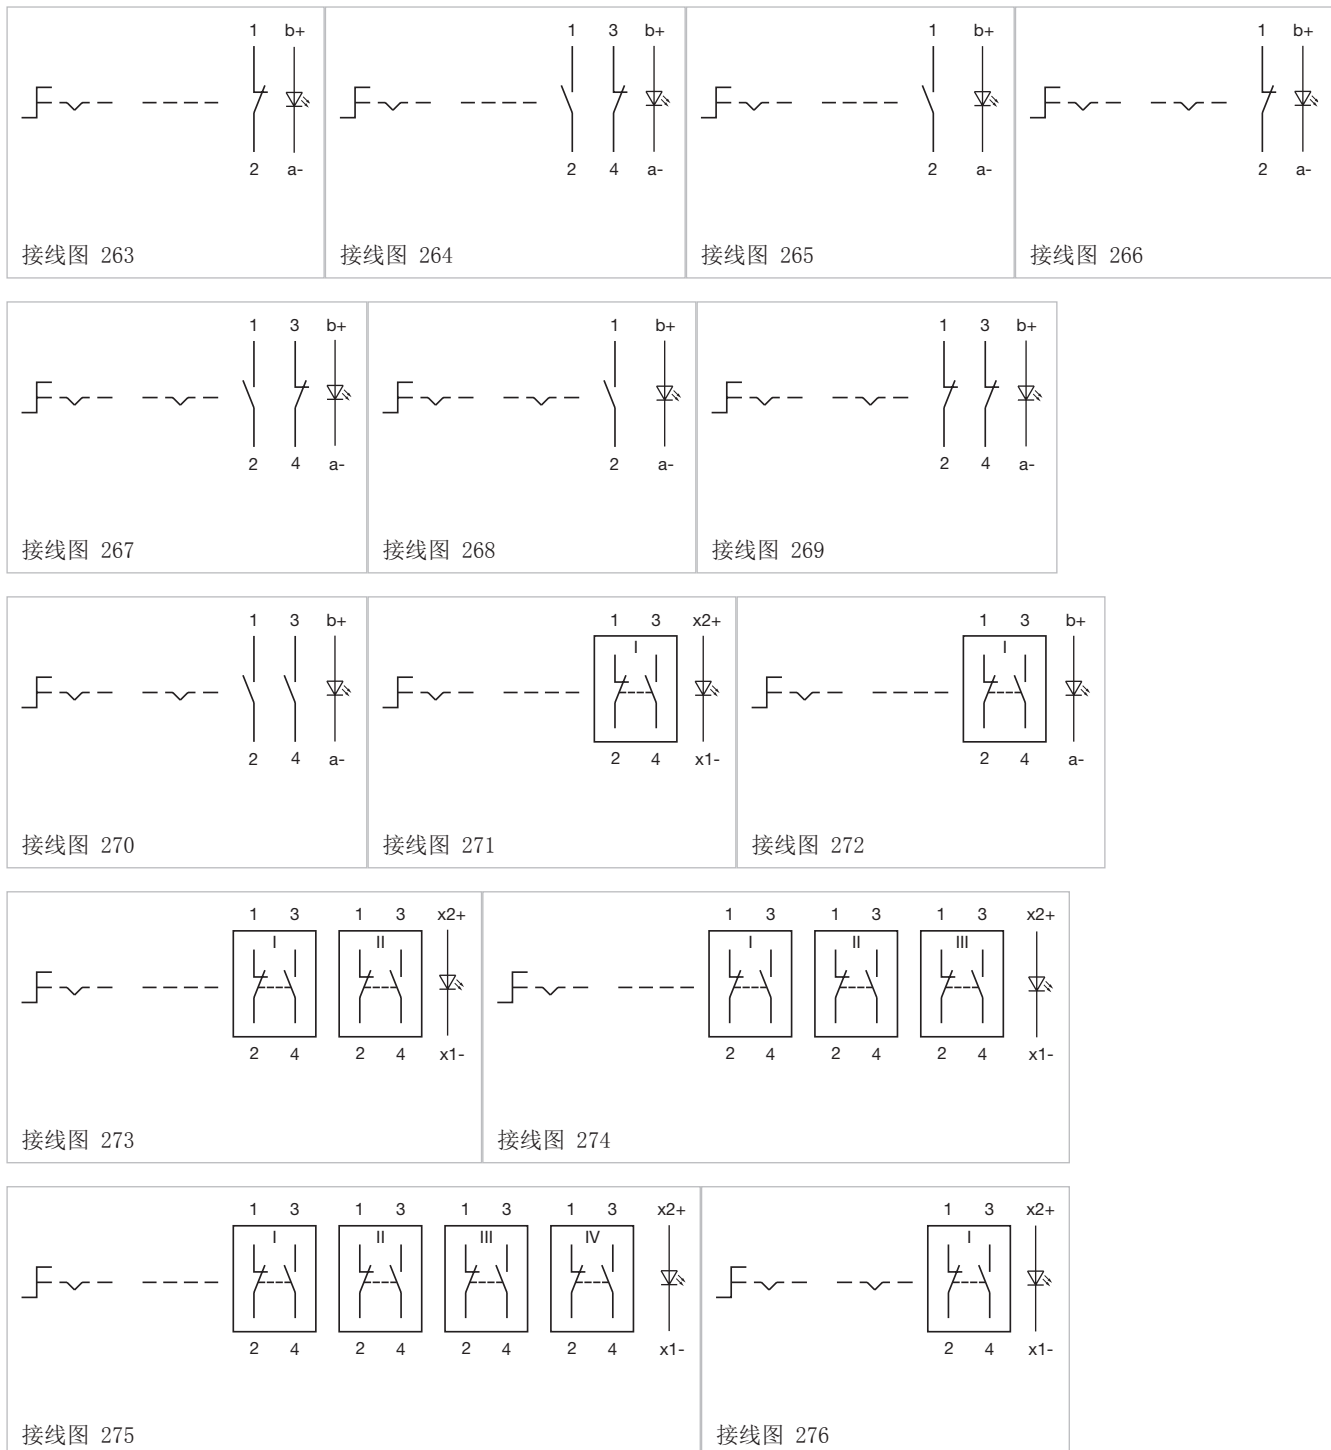 1 b+
2 a-
接线图 263
1 3 b+
2 4 a-
接线图 264
1 b+
2 a-
接线图 265
1 b+
2 a-
接线图 266
1 3 b+
2 4 a-
接线图 267
1 b+
2 a-
接线图 268
1 3 b+
2 4 a-
接线图 269
1 3 b+
2 4 a-
接线图 270
1 3 x2+
I
2 4 x1-
接线图 271
1 3 b+
I
2 4 a-
接线图 272
1 3 1 3 x2+
I II
2 4 2 4 x1-
接线图 273
1 3 1 3 1 3 x2+
I II III
2 4 2 4 2 4 x1-
接线图 274
1 3 1 3 1 3 1 3 x2+
I II III IV
2 4 2 4 2 4 2 4 x1-
接线图 275
1 3 x2+
I
2 4 x1-
接线图 276